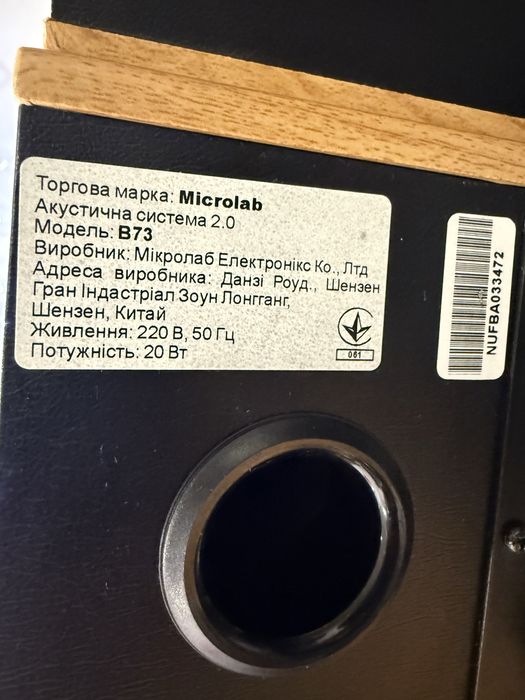 Торгова марка: Microlab
Акустична система 2.0
Модель: B73
Виробник: Мікролаб Електронікс Ко., Лтд
Адреса виробника: Данзі Роуд., Шензен
Гран Індастріал Зоун Лонгганг,
Шензен, Китай
Живлення: 220 В, 50 Гц
Потужність: 20 Вт
061
NUFBA033472